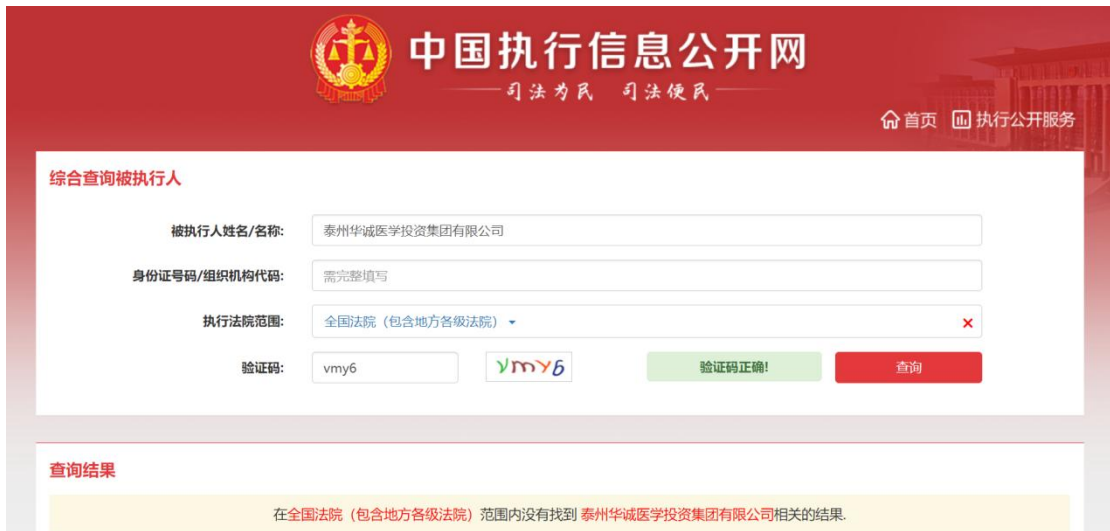 中国执行信息公开网
司法为民 司法便民
首页 执行公开服务
综合查询被执行人
被执行人姓名/名称: 泰州华诚医学投资集团有限公司
身份证号码/组织机构代码: 需完整填写
执行法院范围: 全国法院（包含地方各级法院）
验证码: vmy6 vmy6 验证码正确! 查询
查询结果
在全国法院（包含地方各级法院）范围内没有找到 泰州华诚医学投资集团有限公司相关的结果.